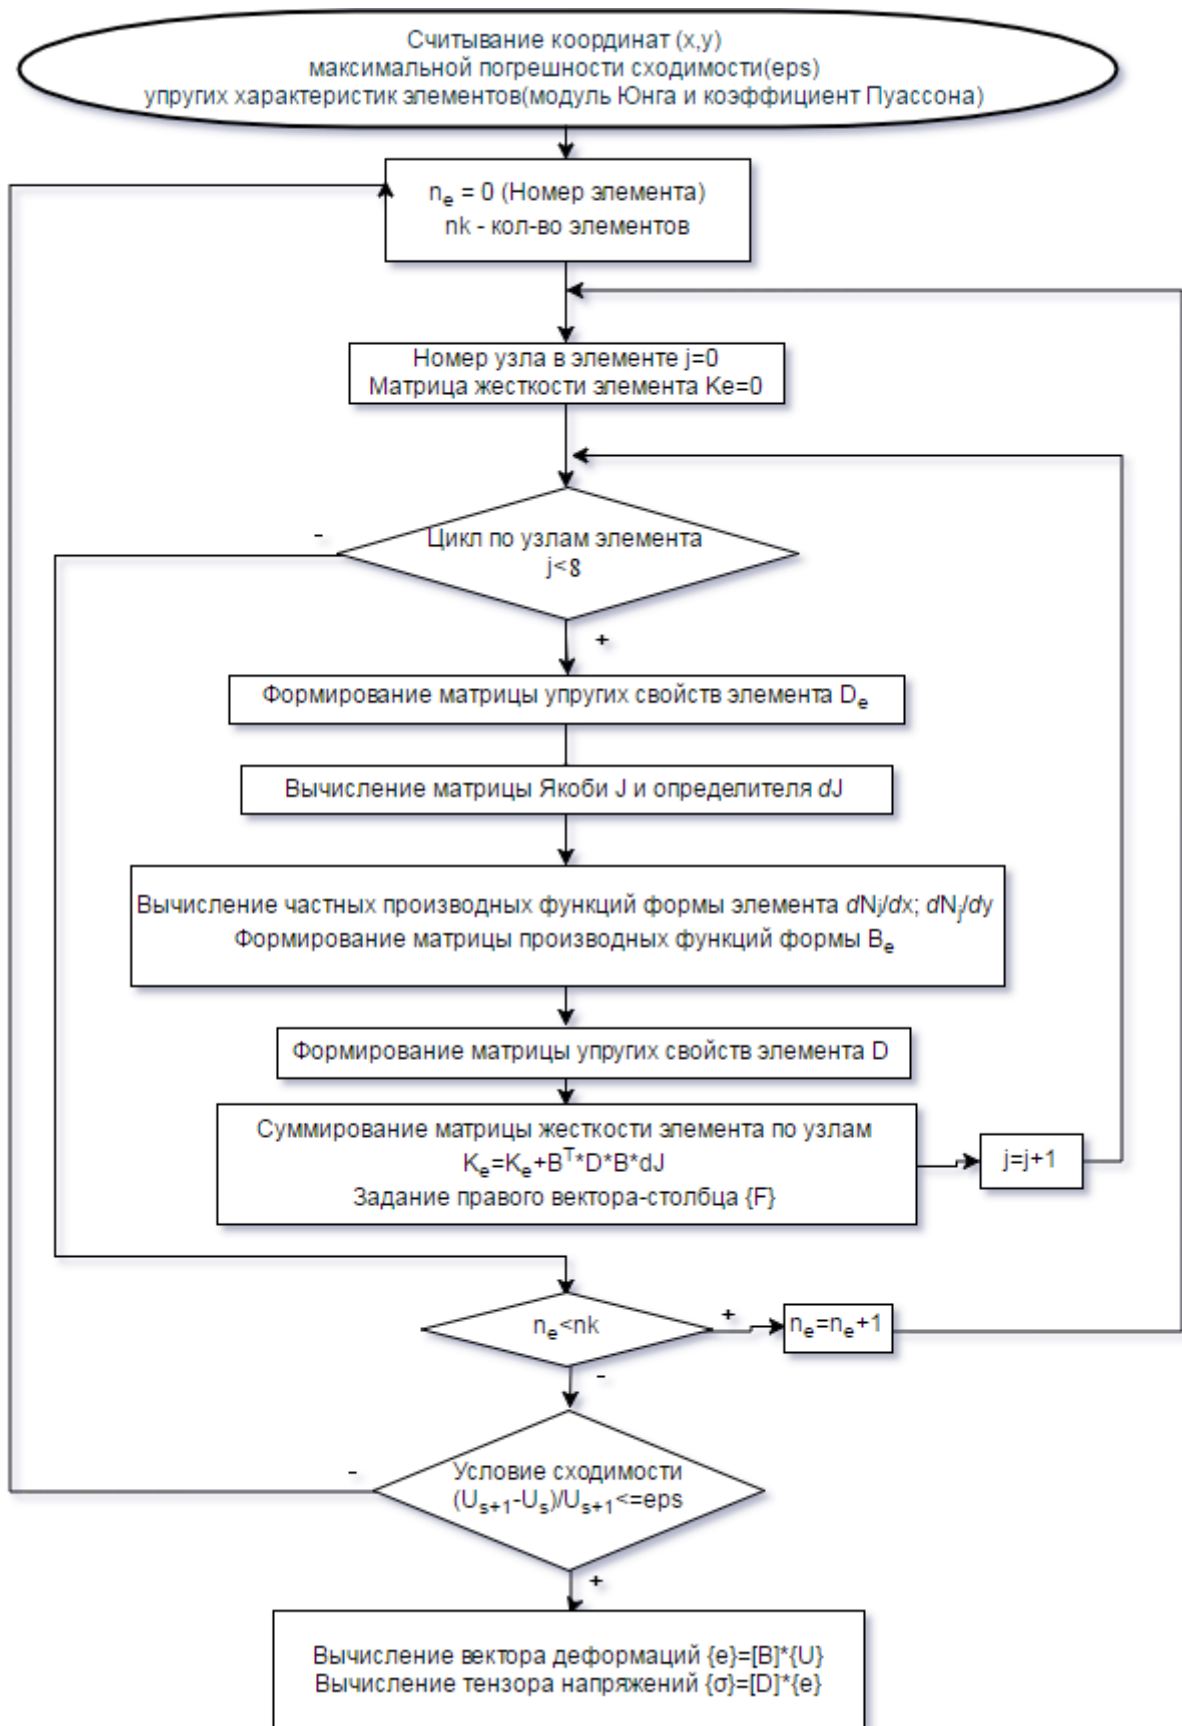 Считывание координат (x,y)
максимальной погрешности сходимости(eps)
упругих характеристик элементов(модуль Юнга и коэффициент Пуассона)
nₑ = 0 (Номер элемента)
nk - кол-во элементов
Номер узла в элементе j=0
Матрица жесткости элемента Ke=0
Цикл по узлам элемента
j<8
-
+
Формирование матрицы упругих свойств элемента Dₑ
Вычисление матрицы Якоби J и определителя dJ
Вычисление частных производных функций формы элемента dNⱼ/dx; dNⱼ/dy
Формирование матрицы производных функций формы Bₑ
Формирование матрицы упругих свойств элемента D
Суммирование матрицы жесткости элемента по узлам
Kₑ=Kₑ+Bᵀ*D*B*dJ
Задание правого вектора-столбца {F}
j=j+1
nₑ<nk
+
nₑ=nₑ+1
-
Условие сходимости
(Uₛ₊₁-Uₛ)/Uₛ₊₁<=eps
-
+
Вычисление вектора деформаций {e}=[B]*{U}
Вычисление тензора напряжений {σ}=[D]*{e}